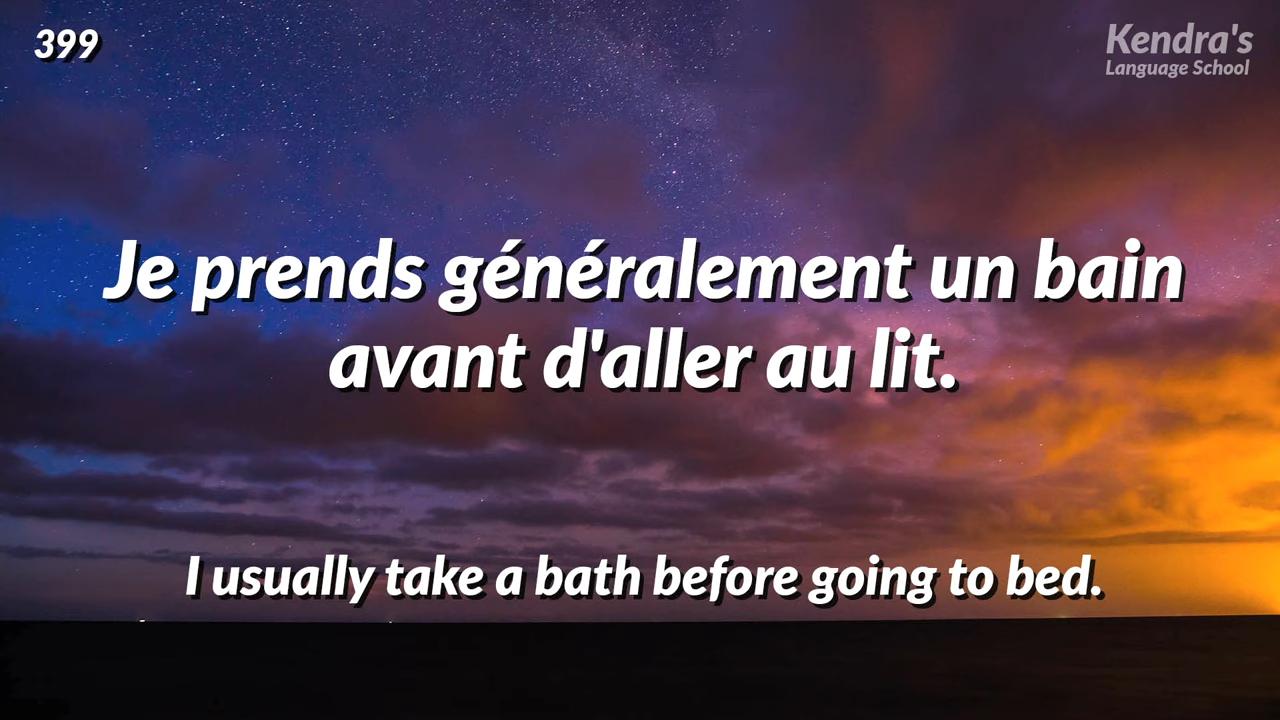 399
Kendra's
Language School
Je prends généralement un bain
avant d'aller au lit.
I usually take a bath before going to bed.